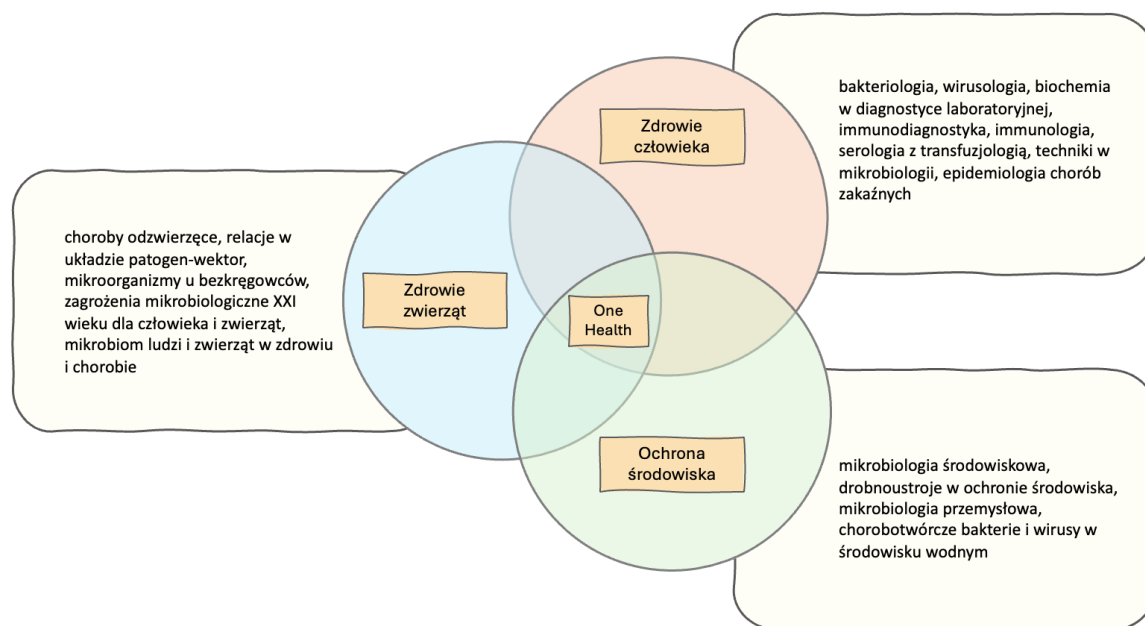 bakteriologia, wirusologia, biochemia
w diagnostyce laboratoryjnej,
immunodiagnostyka, immunologia,
serologia z transfuzjologią, techniki w
mikrobiologii, epidemiologia chorób
zakaźnych
Zdrowie
człowieka
choroby odzwierzęce, relacje w
układzie patogen-wektor,
mikroorganizmy u bezkręgowców,
zagrożenia mikrobiologiczne XXI
wieku dla człowieka i zwierząt,
mikrobiom ludzi i zwierząt w zdrowiu
i chorobie
Zdrowie
zwierząt
One
Health
Ochrona
środowiska
mikrobiologia środowiskowa,
drobnoustroje w ochronie środowiska,
mikrobiologia przemysłowa,
chorobotwórcze bakterie i wirusy w
środowisku wodnym